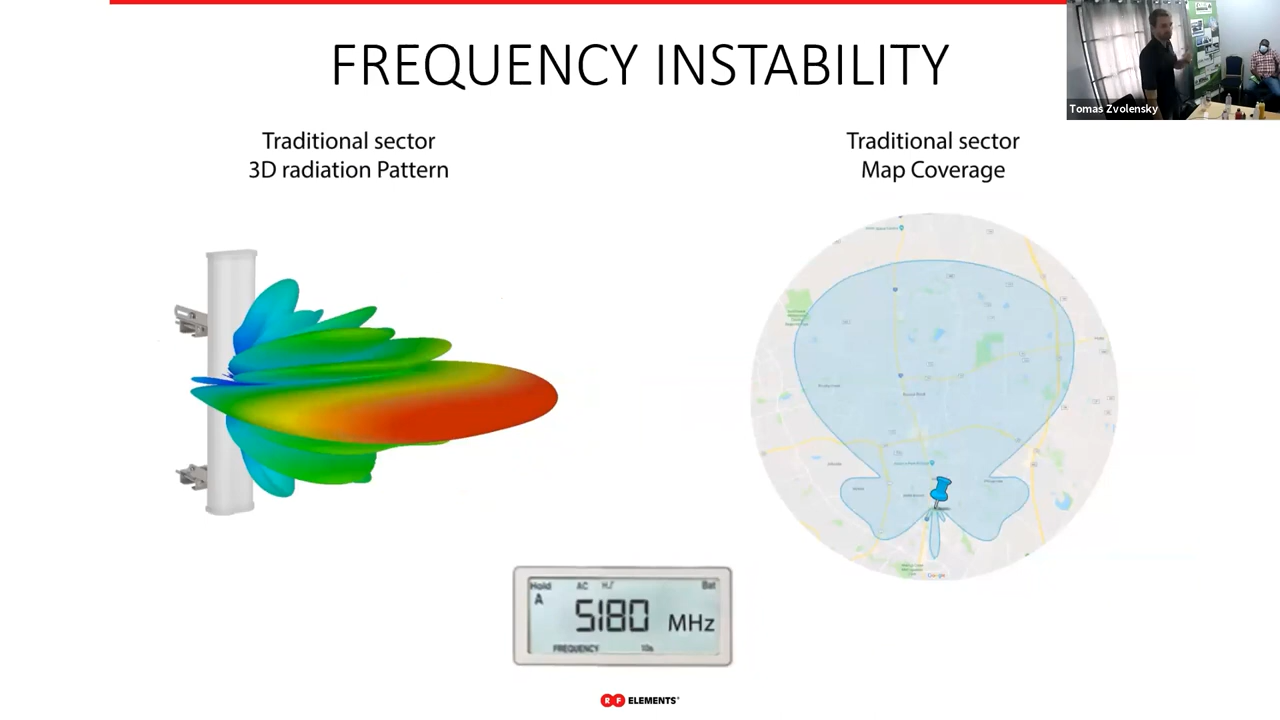 FREQUENCY INSTABILITY
Tomas Zvolensky
Traditional sector
3D radiation Pattern
Traditional sector
Map Coverage
Hold AC Bat
A
5180 MHz
FREQUENCY 10s
RF ELEMENTS